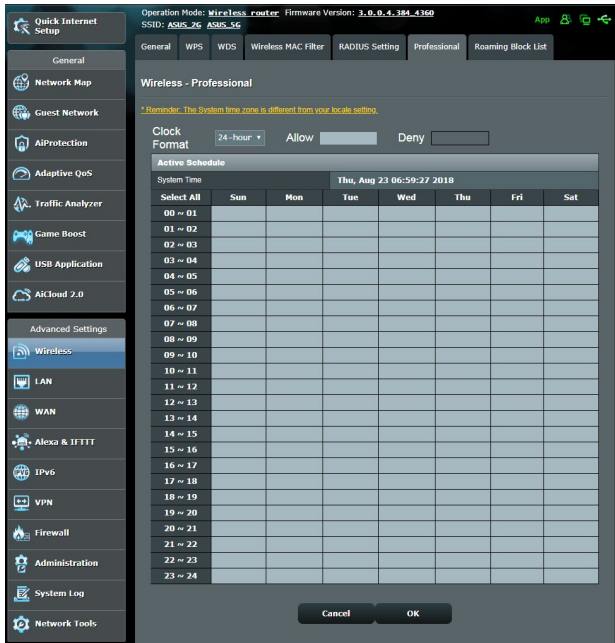 Quick Internet
Setup
Operation Mode: Wireless router Firmware Version: 3.0.0.4.384_4360
SSID: ASUS_2G ASUS_5G
App
General WPS WDS Wireless MAC Filter RADIUS Setting Professional Roaming Block List
General
Network Map
Guest Network
AiProtection
Adaptive QoS
Traffic Analyzer
Game Boost
USB Application
AiCloud 2.0
Advanced Settings
Wireless
LAN
WAN
Alexa & IFTTT
IPv6
VPN
Firewall
Administration
System Log
Network Tools
Wireless - Professional
* Reminder: The System time zone is different from your locale setting.
Clock
Format
24-hour
Allow
Deny
Active Schedule
System Time Thu, Aug 23 06:59:27 2018
Select All Sun Mon Tue Wed Thu Fri Sat
00 ~ 01
01 ~ 02
02 ~ 03
03 ~ 04
04 ~ 05
05 ~ 06
06 ~ 07
07 ~ 08
08 ~ 09
09 ~ 10
10 ~ 11
11 ~ 12
12 ~ 13
13 ~ 14
14 ~ 15
15 ~ 16
16 ~ 17
17 ~ 18
18 ~ 19
19 ~ 20
20 ~ 21
21 ~ 22
22 ~ 23
23 ~ 24
Cancel OK